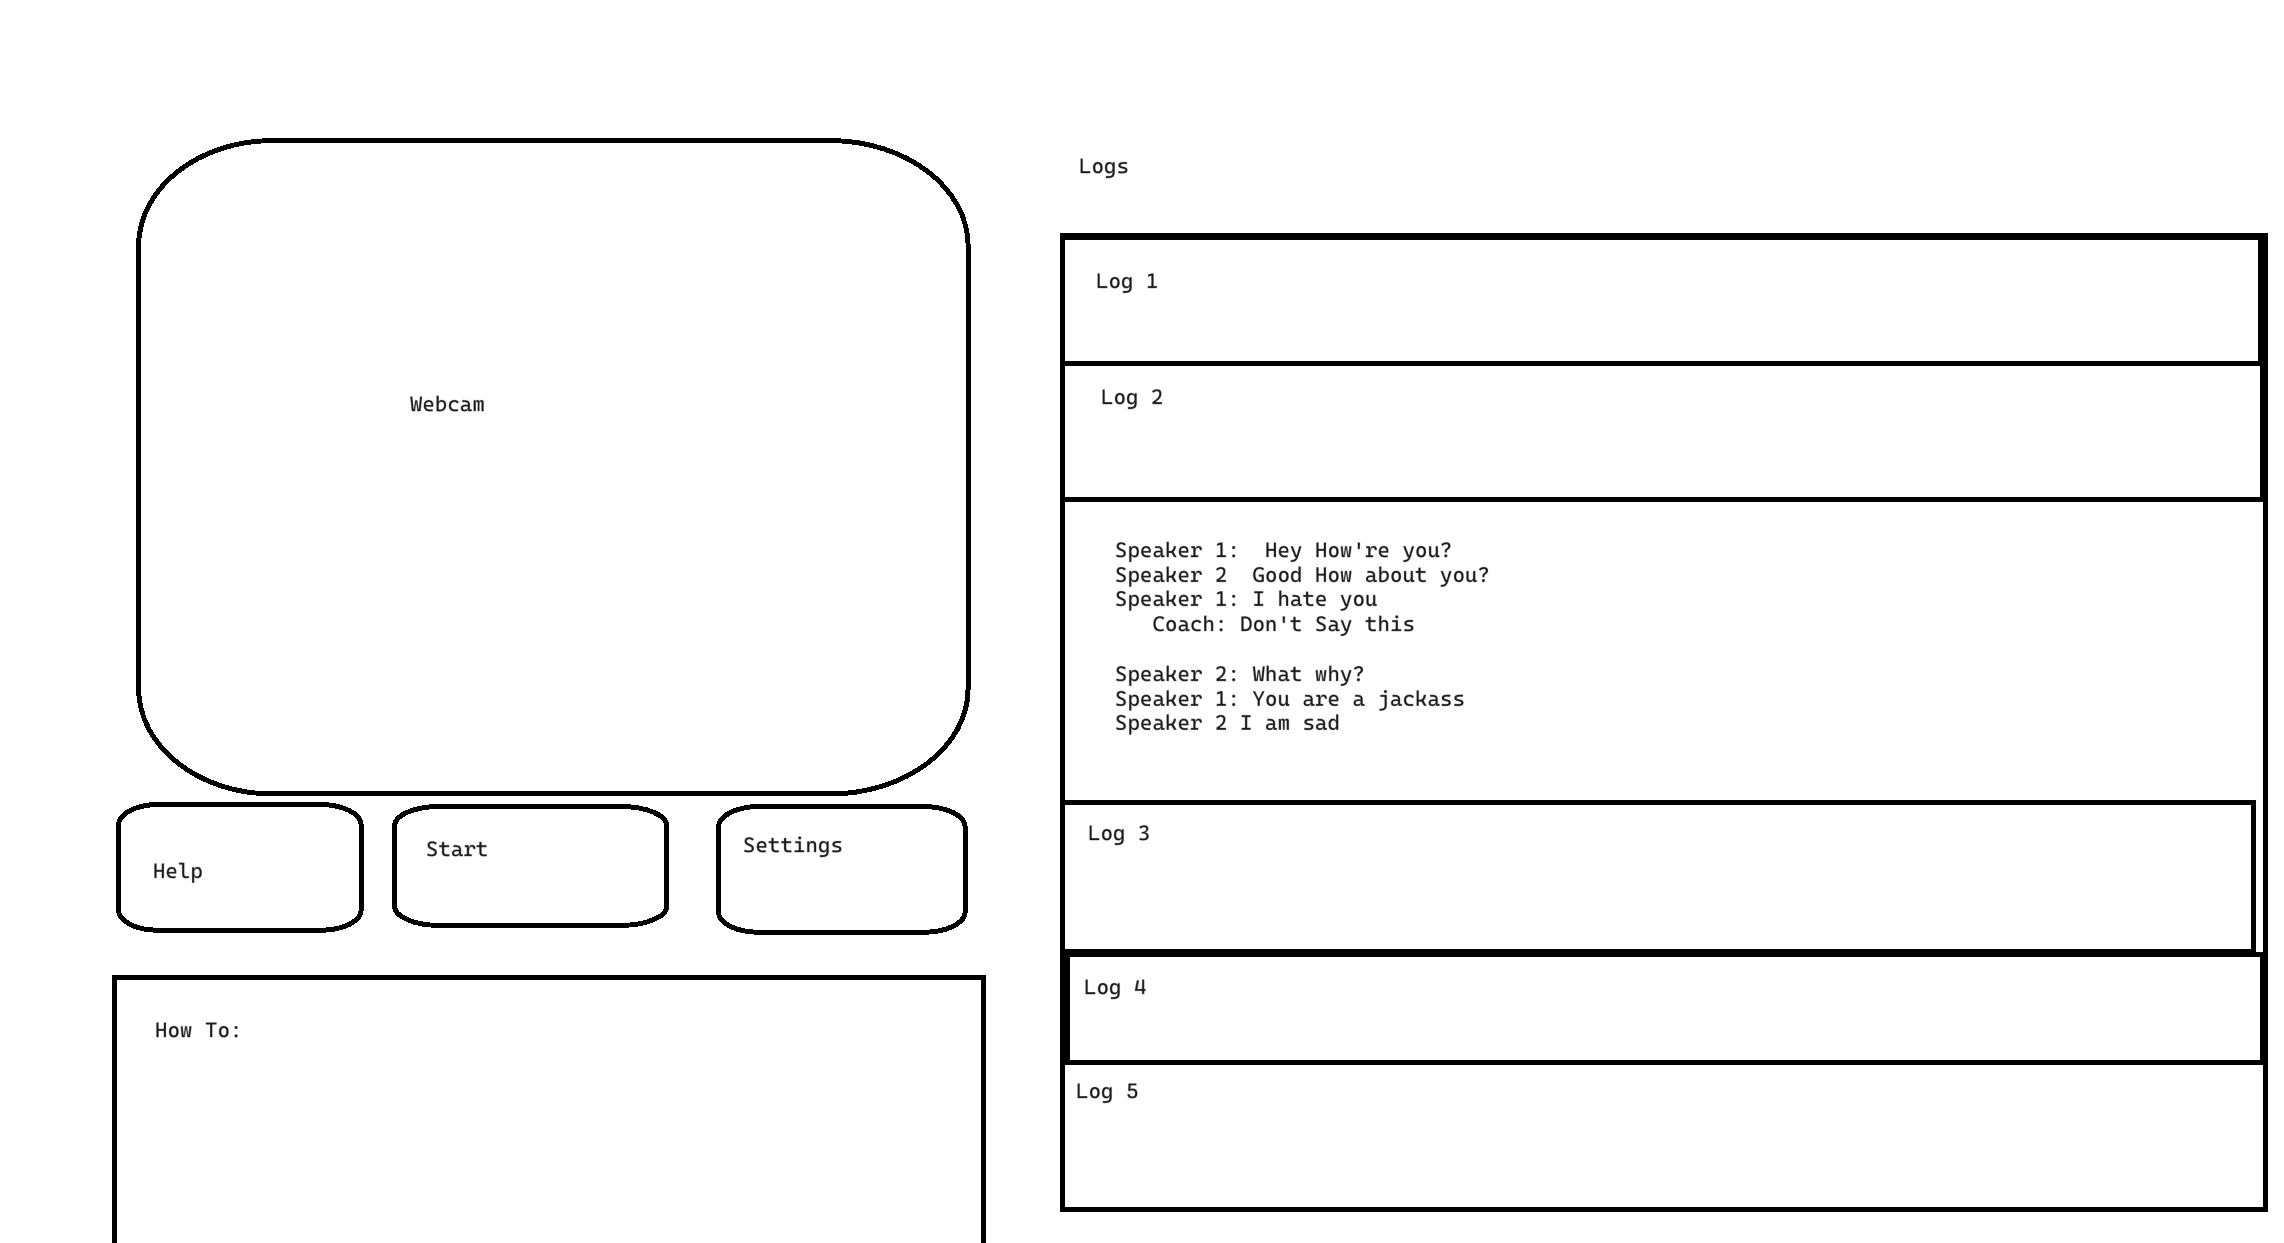 Webcam
Help
Start
Settings
How To:
Logs
Log 1
Log 2
Speaker 1:  Hey How're you?
Speaker 2  Good How about you?
Speaker 1: I hate you
   Coach: Don't Say this
Speaker 2: What why?
Speaker 1: You are a jackass
Speaker 2 I am sad
Log 3
Log 4
Log 5